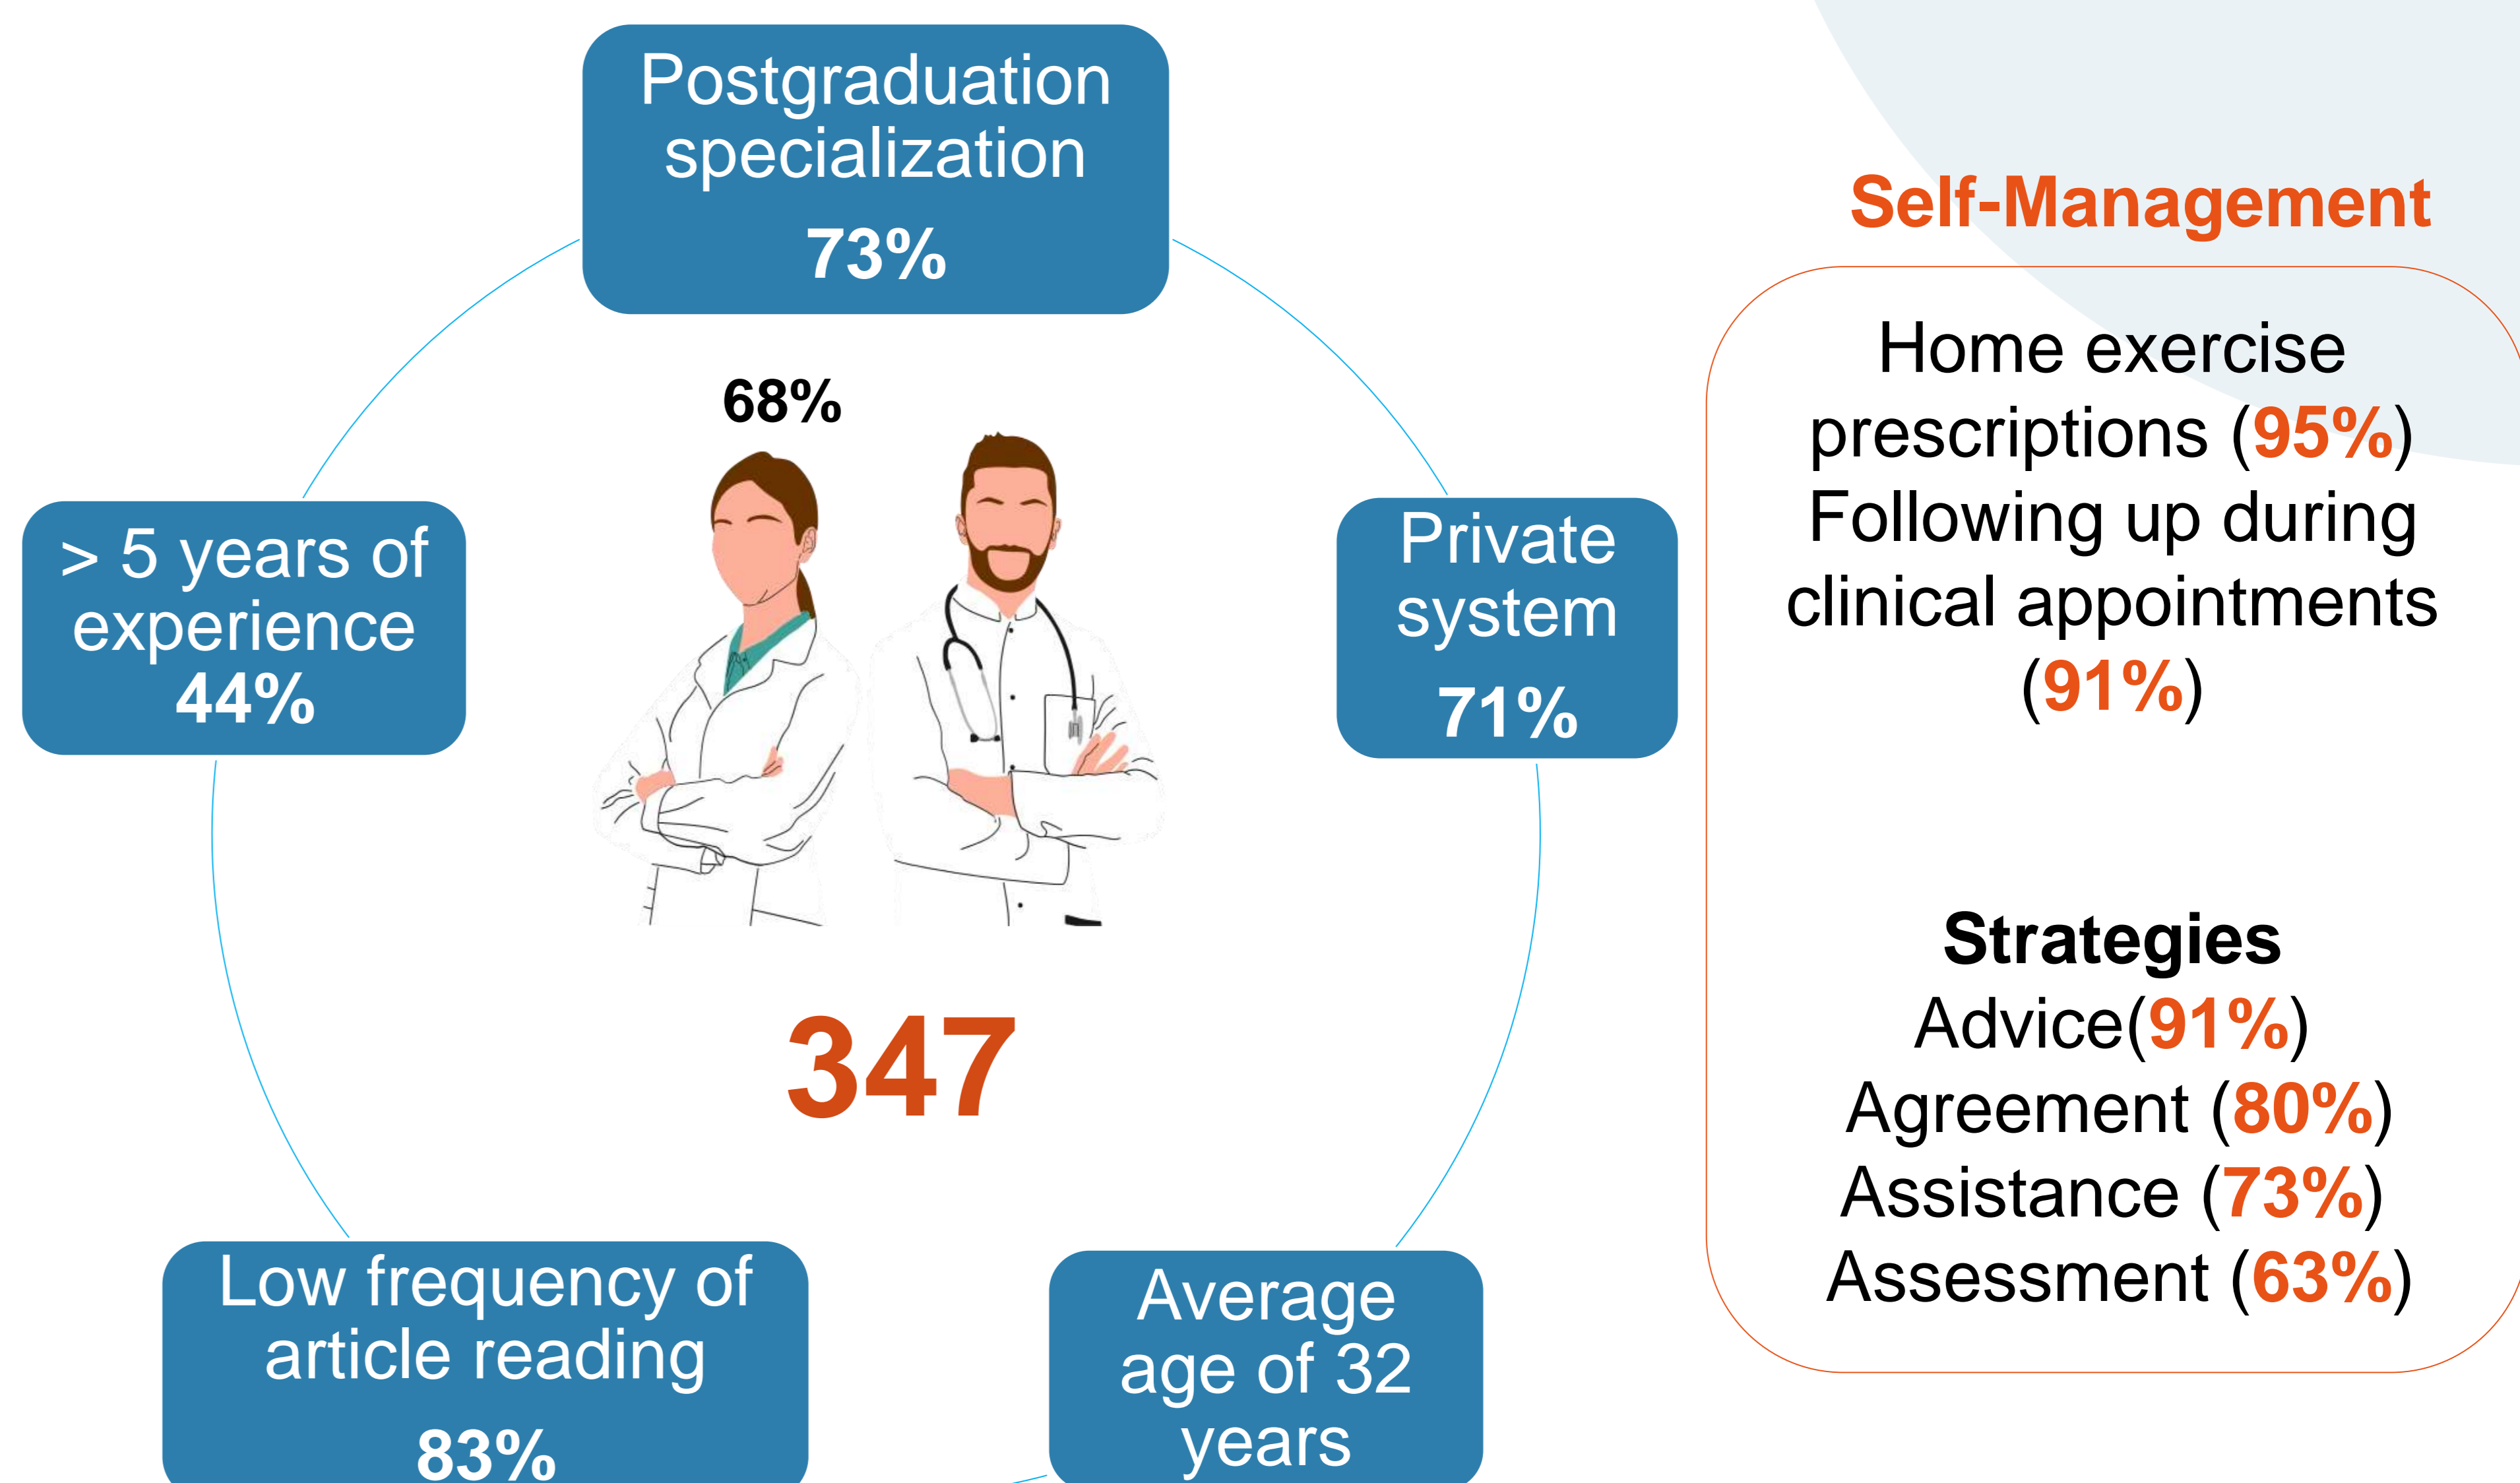 Postgraduation
specialization
73%
68%
> 5 years of
experience
44%
Private
system
71%
347
Low frequency of
article reading
83%
Average
age of 32
years
Self-Management
Home exercise
prescriptions (95%)
Following up during
clinical appointments
(91%)
Strategies
Advice(91%)
Agreement (80%)
Assistance (73%)
Assessment (63%)